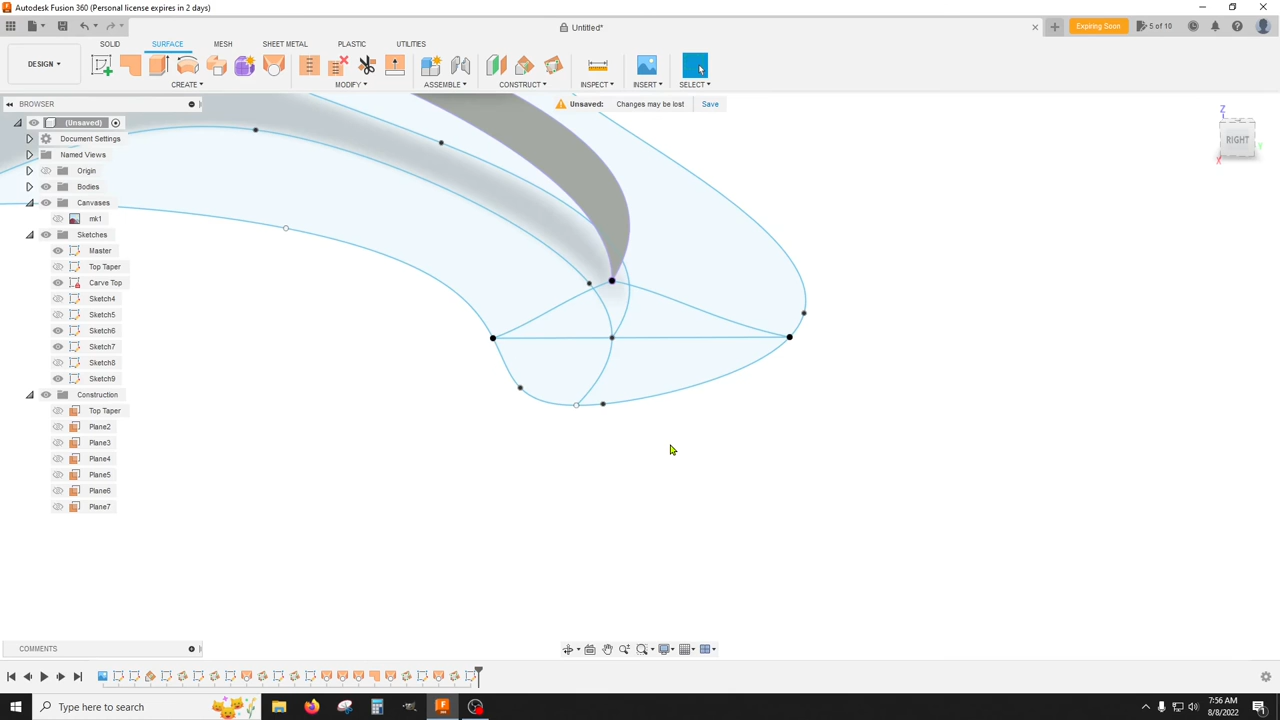 Autodesk Fusion 360 (Personal license expires in 2 days)
Untitled*
Expiring Soon
5 of 10
DESIGN
SOLID
SURFACE
MESH
SHEET METAL
PLASTIC
UTILITIES
CREATE
MODIFY
ASSEMBLE
CONSTRUCT
INSPECT
INSERT
SELECT
BROWSER
Unsaved:
Changes may be lost
Save
(Unsaved)
Document Settings
Named Views
Origin
Bodies
Canvases
mk1
Sketches
Master
Top Taper
Carve Top
Sketch4
Sketch5
Sketch6
Sketch7
Sketch8
Sketch9
Construction
Top Taper
Plane2
Plane3
Plane4
Plane5
Plane6
Plane7
Z
RIGHT
X
Y
COMMENTS
Type here to search
7:56 AM
8/8/2022
1